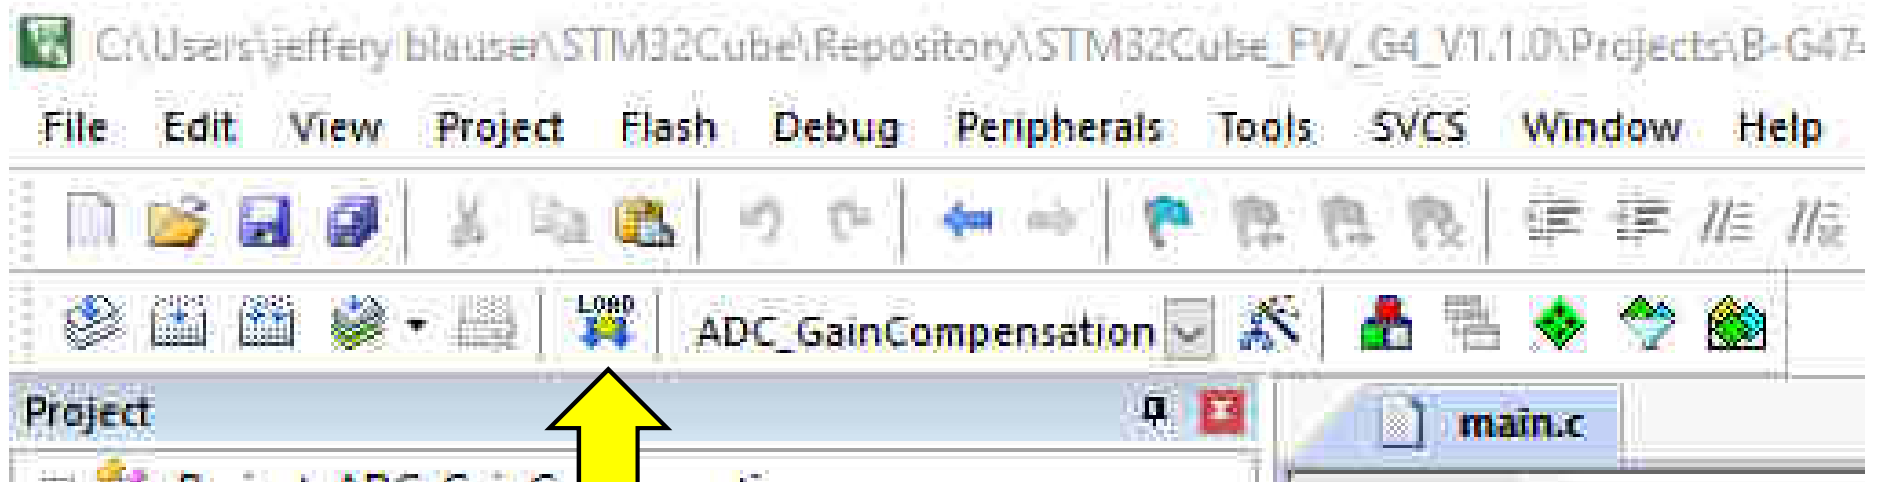 C:\Users\jeffery blauser\STM32Cube\Repository\STM32Cube_FW_G4_V1.1.0\Projects\B-G47
File Edit View Project Flash Debug Peripherals Tools SVCS Window Help
LOAD ADC_GainCompensation
Project main.c